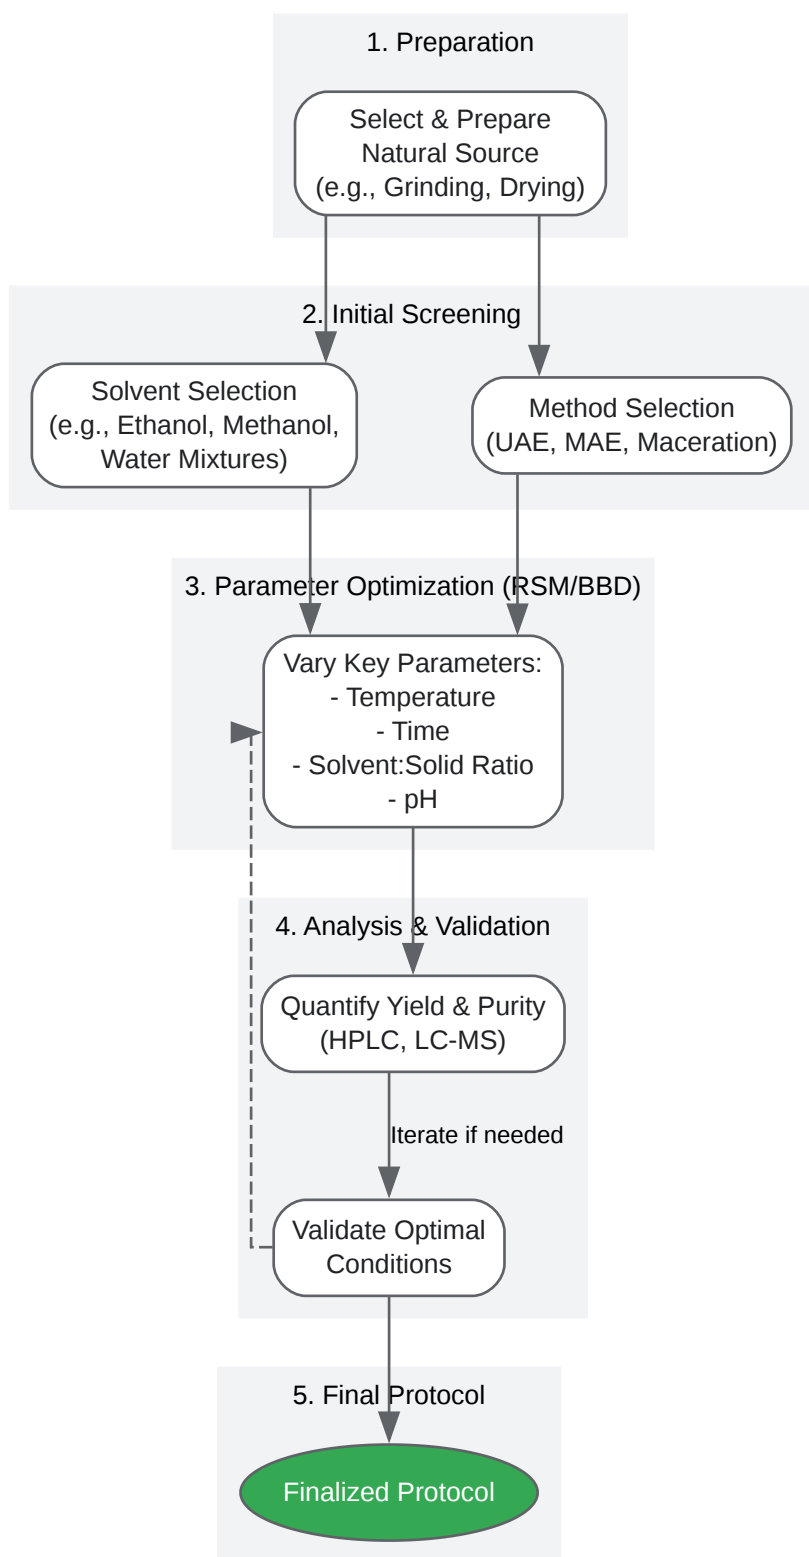 1. Preparation
Select & Prepare
Natural Source
(e.g., Grinding, Drying)
2. Initial Screening
Solvent Selection
(e.g., Ethanol, Methanol,
Water Mixtures)
Method Selection
(UAE, MAE, Maceration)
3. Parameter Optimization (RSM/BBD)
Vary Key Parameters:
- Temperature
- Time
- Solvent:Solid Ratio
- pH
4. Analysis & Validation
Quantify Yield & Purity
(HPLC, LC-MS)
Iterate if needed
Validate Optimal
Conditions
5. Final Protocol
Finalized Protocol